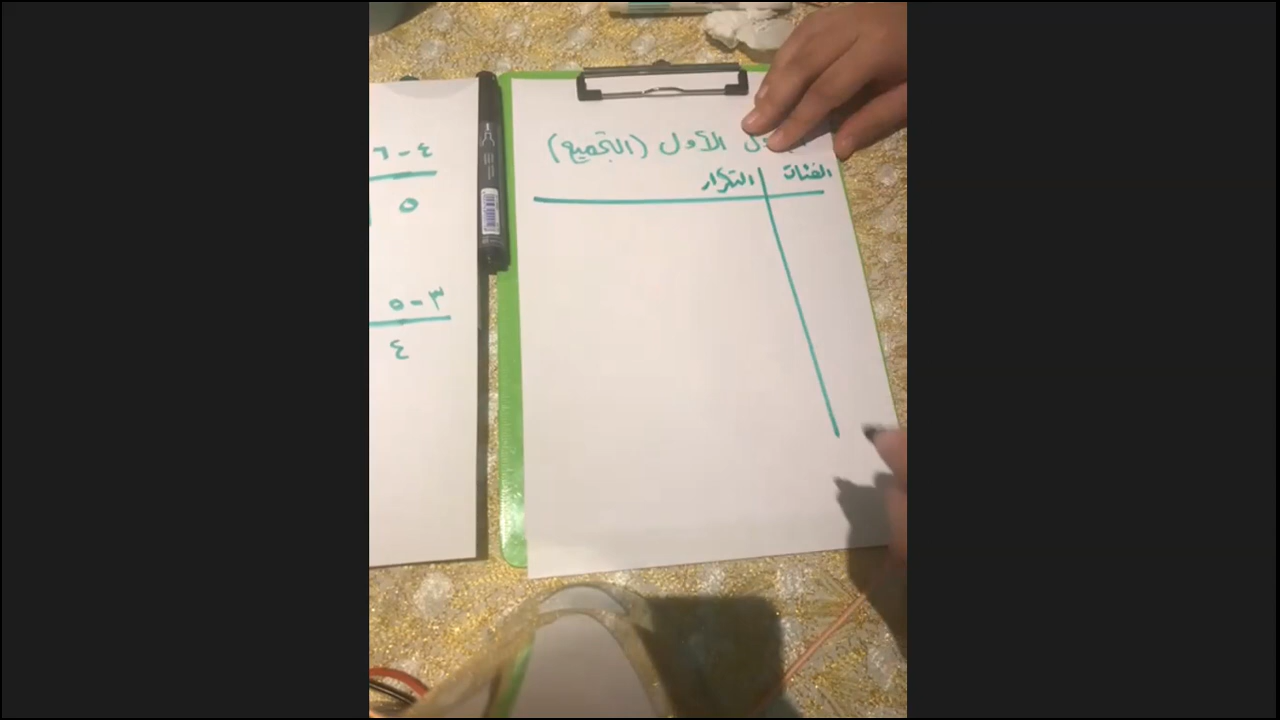 الأول (التجميع)
الفئات التكرار
٤ - ٦
٥
٣ - ٥
٤